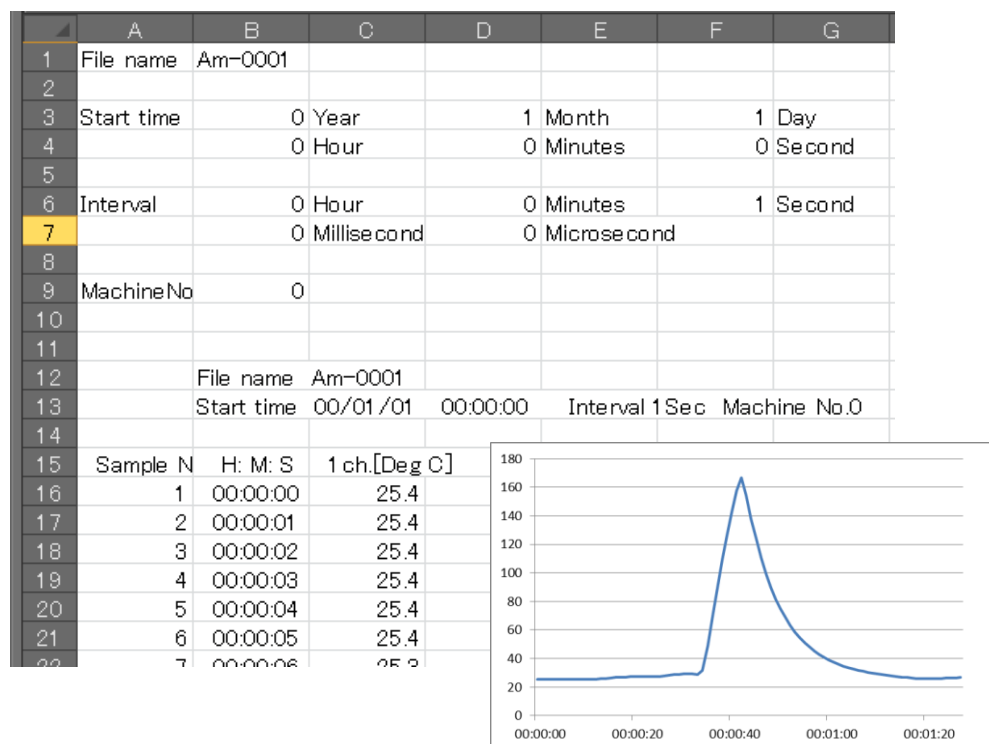 A B C D E F G
1 File name Am-0001
2
3 Start time 0 Year 1 Month 1 Day
4 0 Hour 0 Minutes 0 Second
5
6 Interval 0 Hour 0 Minutes 1 Second
7 0 Millisecond 0 Microsecond
8
9 MachineNo 0
10
11
12 File name Am-0001
13 Start time 00/01/01 00:00:00 Interval 1Sec Machine No.0
14
15 Sample N H: M: S 1ch.[Deg C]
16 1 00:00:00 25.4
17 2 00:00:01 25.4
18 3 00:00:02 25.4
19 4 00:00:03 25.4
20 5 00:00:04 25.4
21 6 00:00:05 25.4
22 7 00:00:06 25.3
180
160
140
120
100
80
60
40
20
0
00:00:00 00:00:20 00:00:40 00:01:00 00:01:20